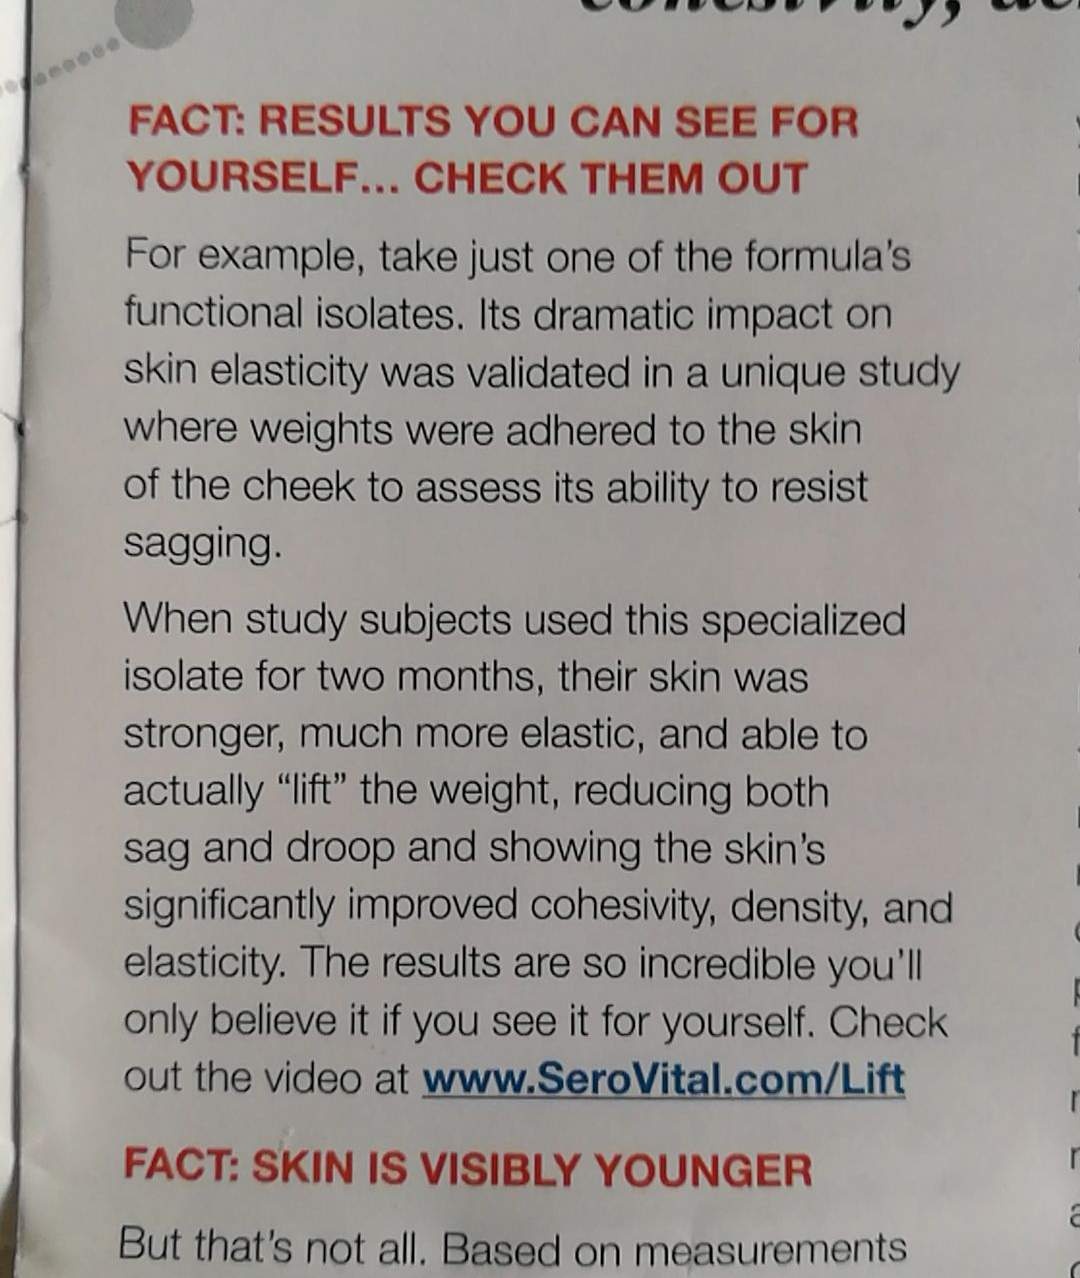 FACT: RESULTS YOU CAN SEE FOR
YOURSELF... CHECK THEM OUT
For example, take just one of the formula's
functional isolates. Its dramatic impact on
skin elasticity was validated in a unique study
where weights were adhered to the skin
of the cheek to assess its ability to resist
sagging.
When study subjects used this specialized
isolate for two months, their skin was
stronger, much more elastic, and able to
actually “lift” the weight, reducing both
sag and droop and showing the skin's
significantly improved cohesivity, density, and
elasticity. The results are so incredible you'll
only believe it if you see it for yourself. Check
out the video at www.SeroVital.com/Lift
FACT: SKIN IS VISIBLY YOUNGER
But that's not all. Based on measurements